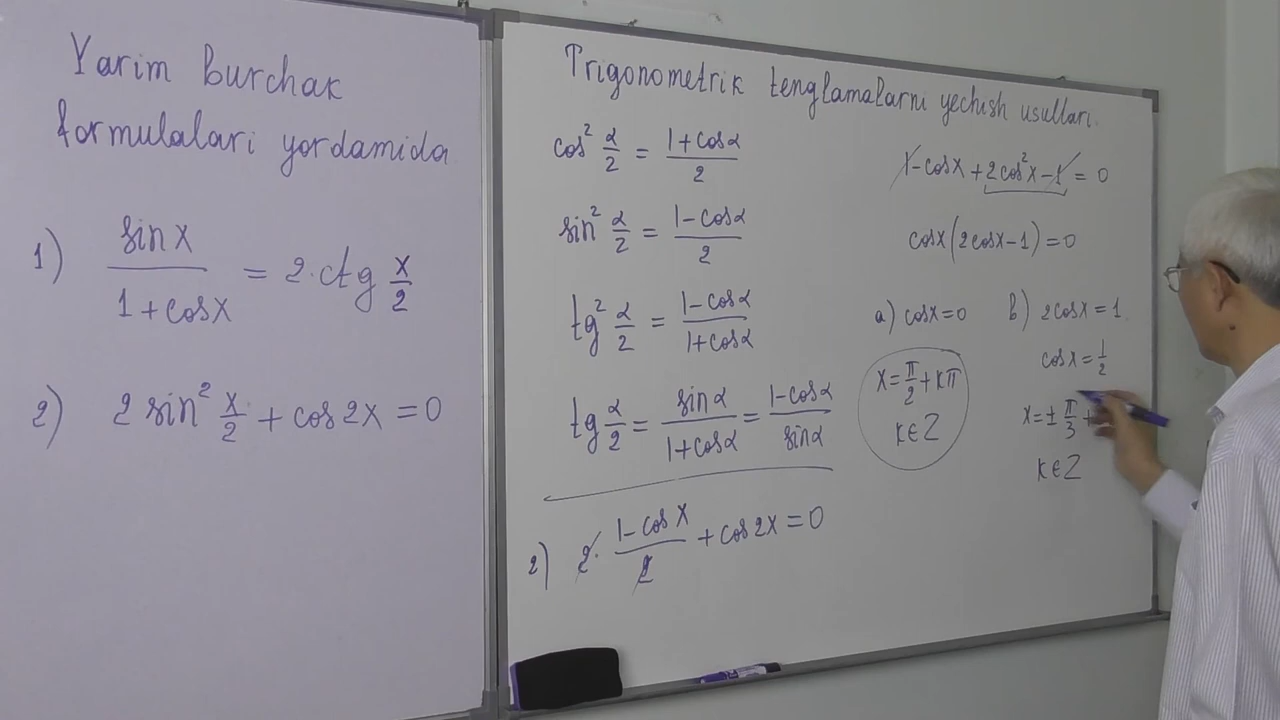 Yarim burchak
formulalari yordamida
1) sin x / (1 + cos x) = 2·ctg x/2
2) 2 sin² x/2 + cos 2x = 0
Trigonometrik tenglamalarni yechish usullari.
cos² α/2 = (1 + cos α)/2
sin² α/2 = (1 − cos α)/2
tg² α/2 = (1 − cos α)/(1 + cos α)
tg α/2 = sin α/(1 + cos α) = (1 − cos α)/sin α
2) 2· (1 − cos x)/2 + cos 2x = 0
1 − cos x + 2cos² x − 1 = 0
cos x (2cos x − 1) = 0
a) cos x = 0
x = π/2 + kπ
k ∈ Z
b) 2cos x = 1
cos x = 1/2
x = ± π/3 +
k ∈ Z